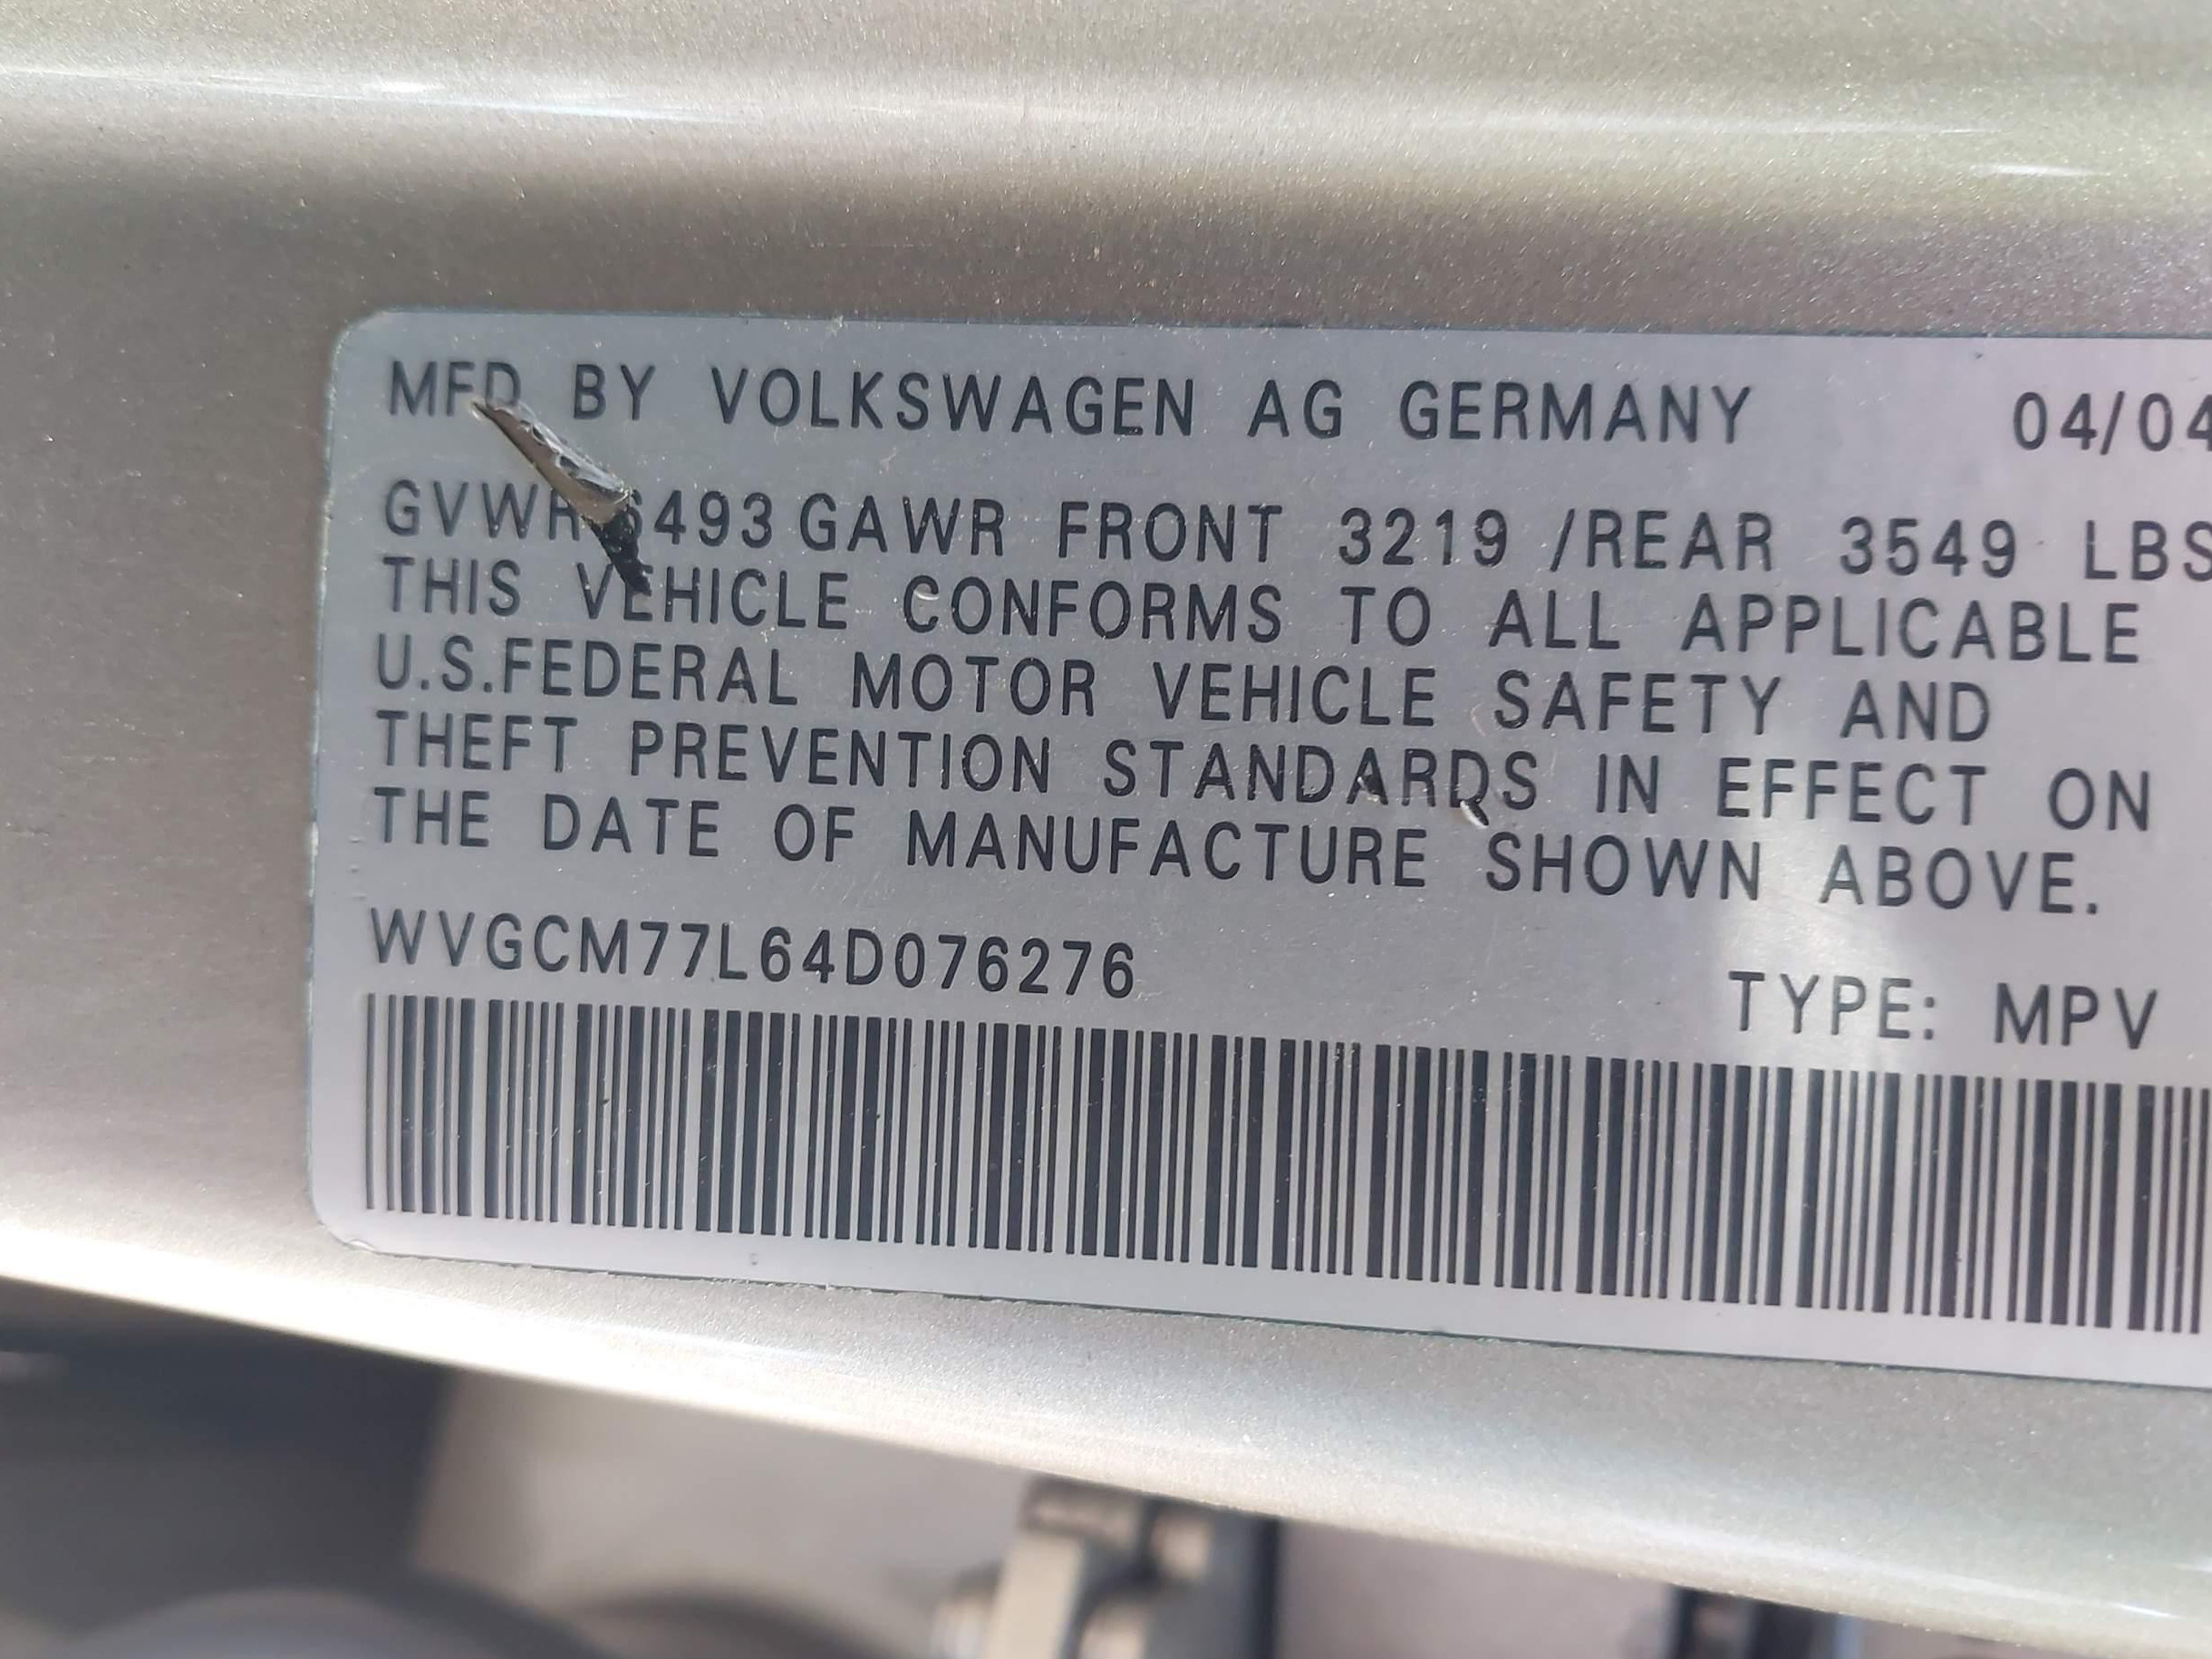 MFD BY VOLKSWAGEN AG GERMANY 04/04
GVWR 6493 GAWR FRONT 3219 /REAR 3549 LBS
THIS VEHICLE CONFORMS TO ALL APPLICABLE
U.S.FEDERAL MOTOR VEHICLE SAFETY AND
THEFT PREVENTION STANDARDS IN EFFECT ON
THE DATE OF MANUFACTURE SHOWN ABOVE.
WVGCM77L64D076276
TYPE: MPV